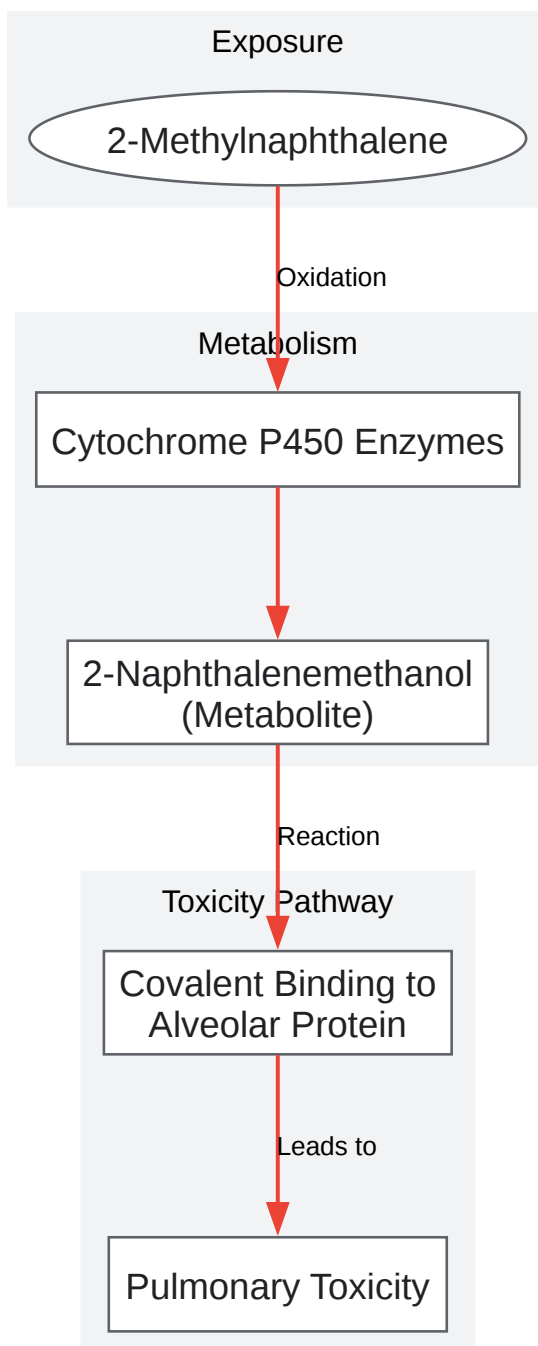 Exposure
2-Methylnaphthalene
Oxidation
Metabolism
Cytochrome P450 Enzymes
2-Naphthalenemethanol
(Metabolite)
Reaction
Toxicity Pathway
Covalent Binding to
Alveolar Protein
Leads to
Pulmonary Toxicity